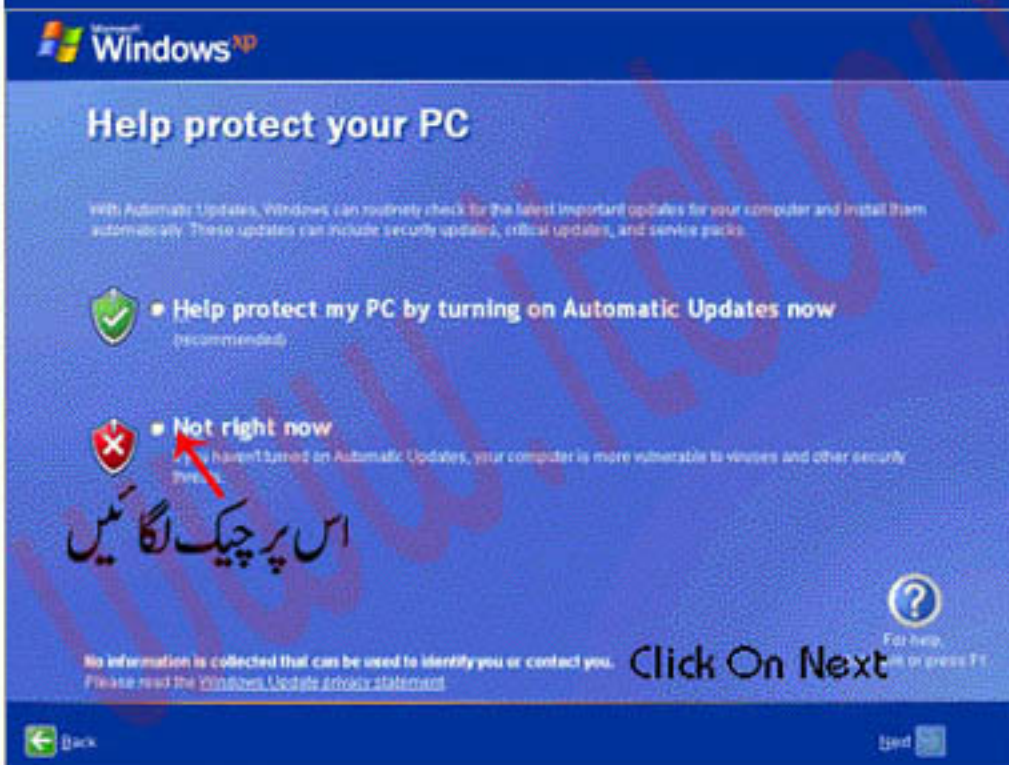 Microsoft
Windows xp
Help protect your PC
With Automatic Updates, Windows can routinely check for the latest important updates for your computer and install them
automatically. These updates can include security updates, critical updates, and service packs.
Help protect my PC by turning on Automatic Updates now
(recommended)
Not right now
haven't turned on Automatic Updates, your computer is more vulnerable to viruses and other security
اس پر چیک لگائیں
For help,
or press F1
No information is collected that can be used to identify you or contact you.
Click On Next
Please read the Windows Update privacy statement
Back
Next